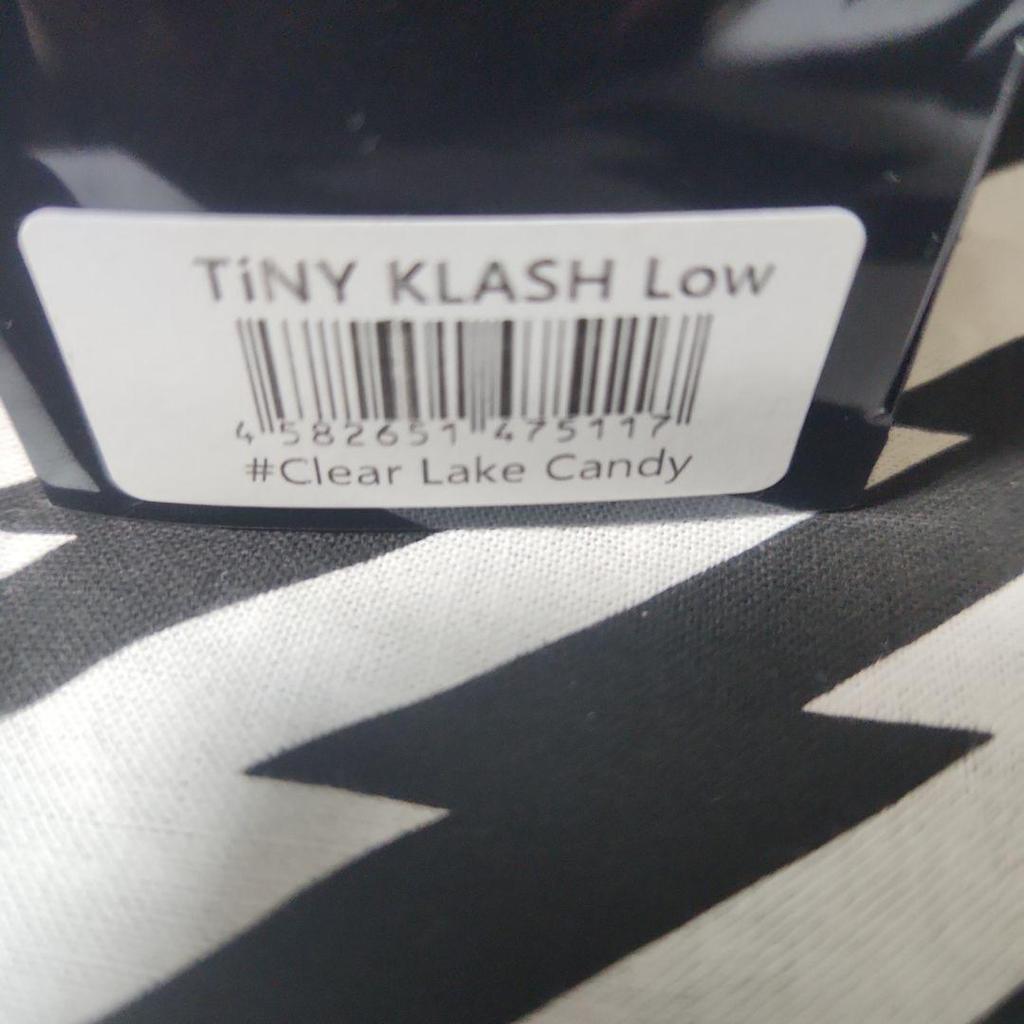 TiNY KLASH Low
4 582651 475117
#Clear Lake Candy